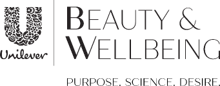 BEAUTY &
WELLBEING
Unilever
PURPOSE. SCIENCE. DESIRE.